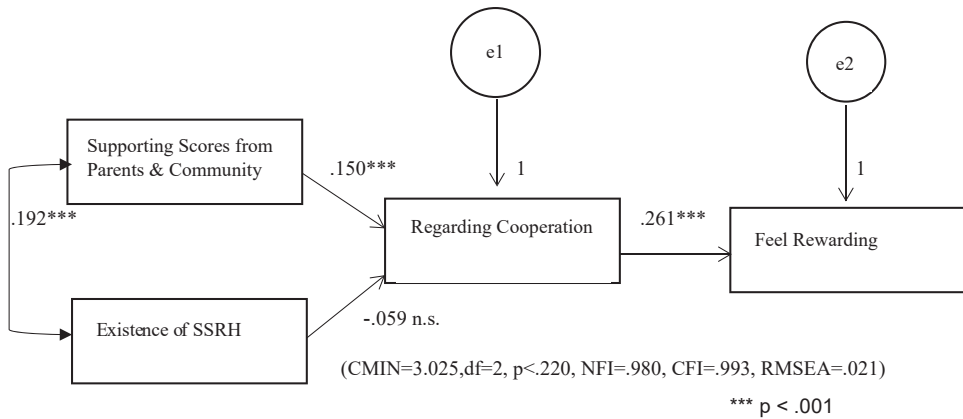 e1
e2
Supporting Scores from
Parents & Community
.150***
1
1
.192***
Regarding Cooperation
.261***
Feel Rewarding
Existence of SSRH
-.059 n.s.
(CMIN=3.025,df=2, p<.220, NFI=.980, CFI=.993, RMSEA=.021)
*** p < .001